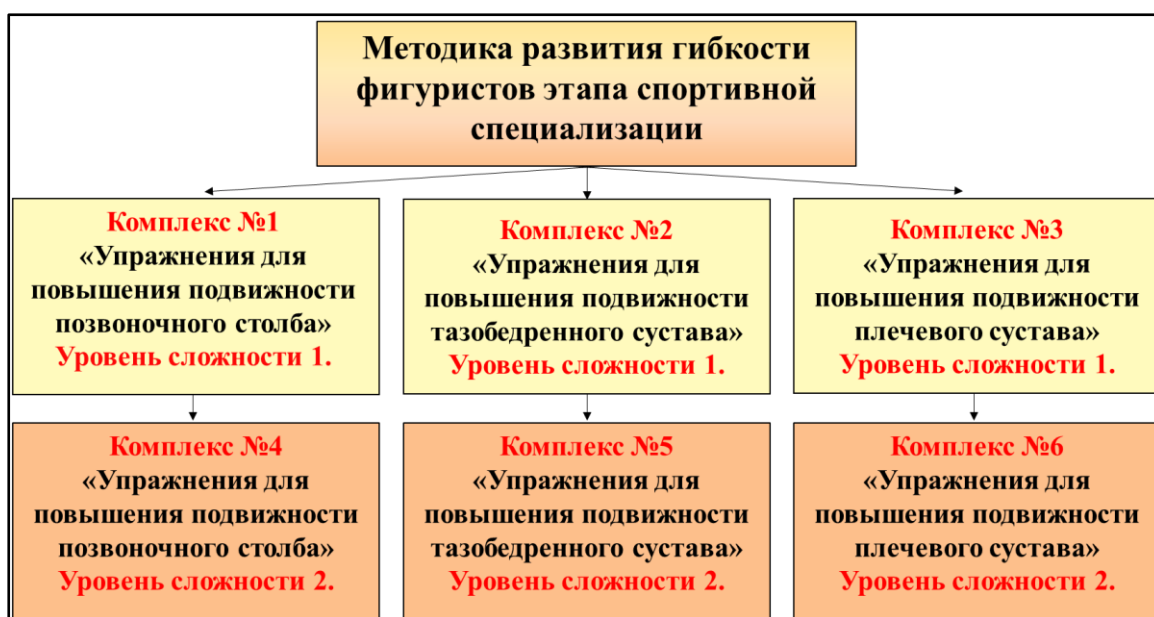 Методика развития гибкости
фигуристов этапа спортивной
специализации
Комплекс №1
«Упражнения для
повышения подвижности
позвоночного столба»
Уровень сложности 1.
Комплекс №2
«Упражнения для
повышения подвижности
тазобедренного сустава»
Уровень сложности 1.
Комплекс №3
«Упражнения для
повышения подвижности
плечевого сустава»
Уровень сложности 1.
Комплекс №4
«Упражнения для
повышения подвижности
позвоночного столба»
Уровень сложности 2.
Комплекс №5
«Упражнения для
повышения подвижности
тазобедренного сустава»
Уровень сложности 2.
Комплекс №6
«Упражнения для
повышения подвижности
плечевого сустава»
Уровень сложности 2.